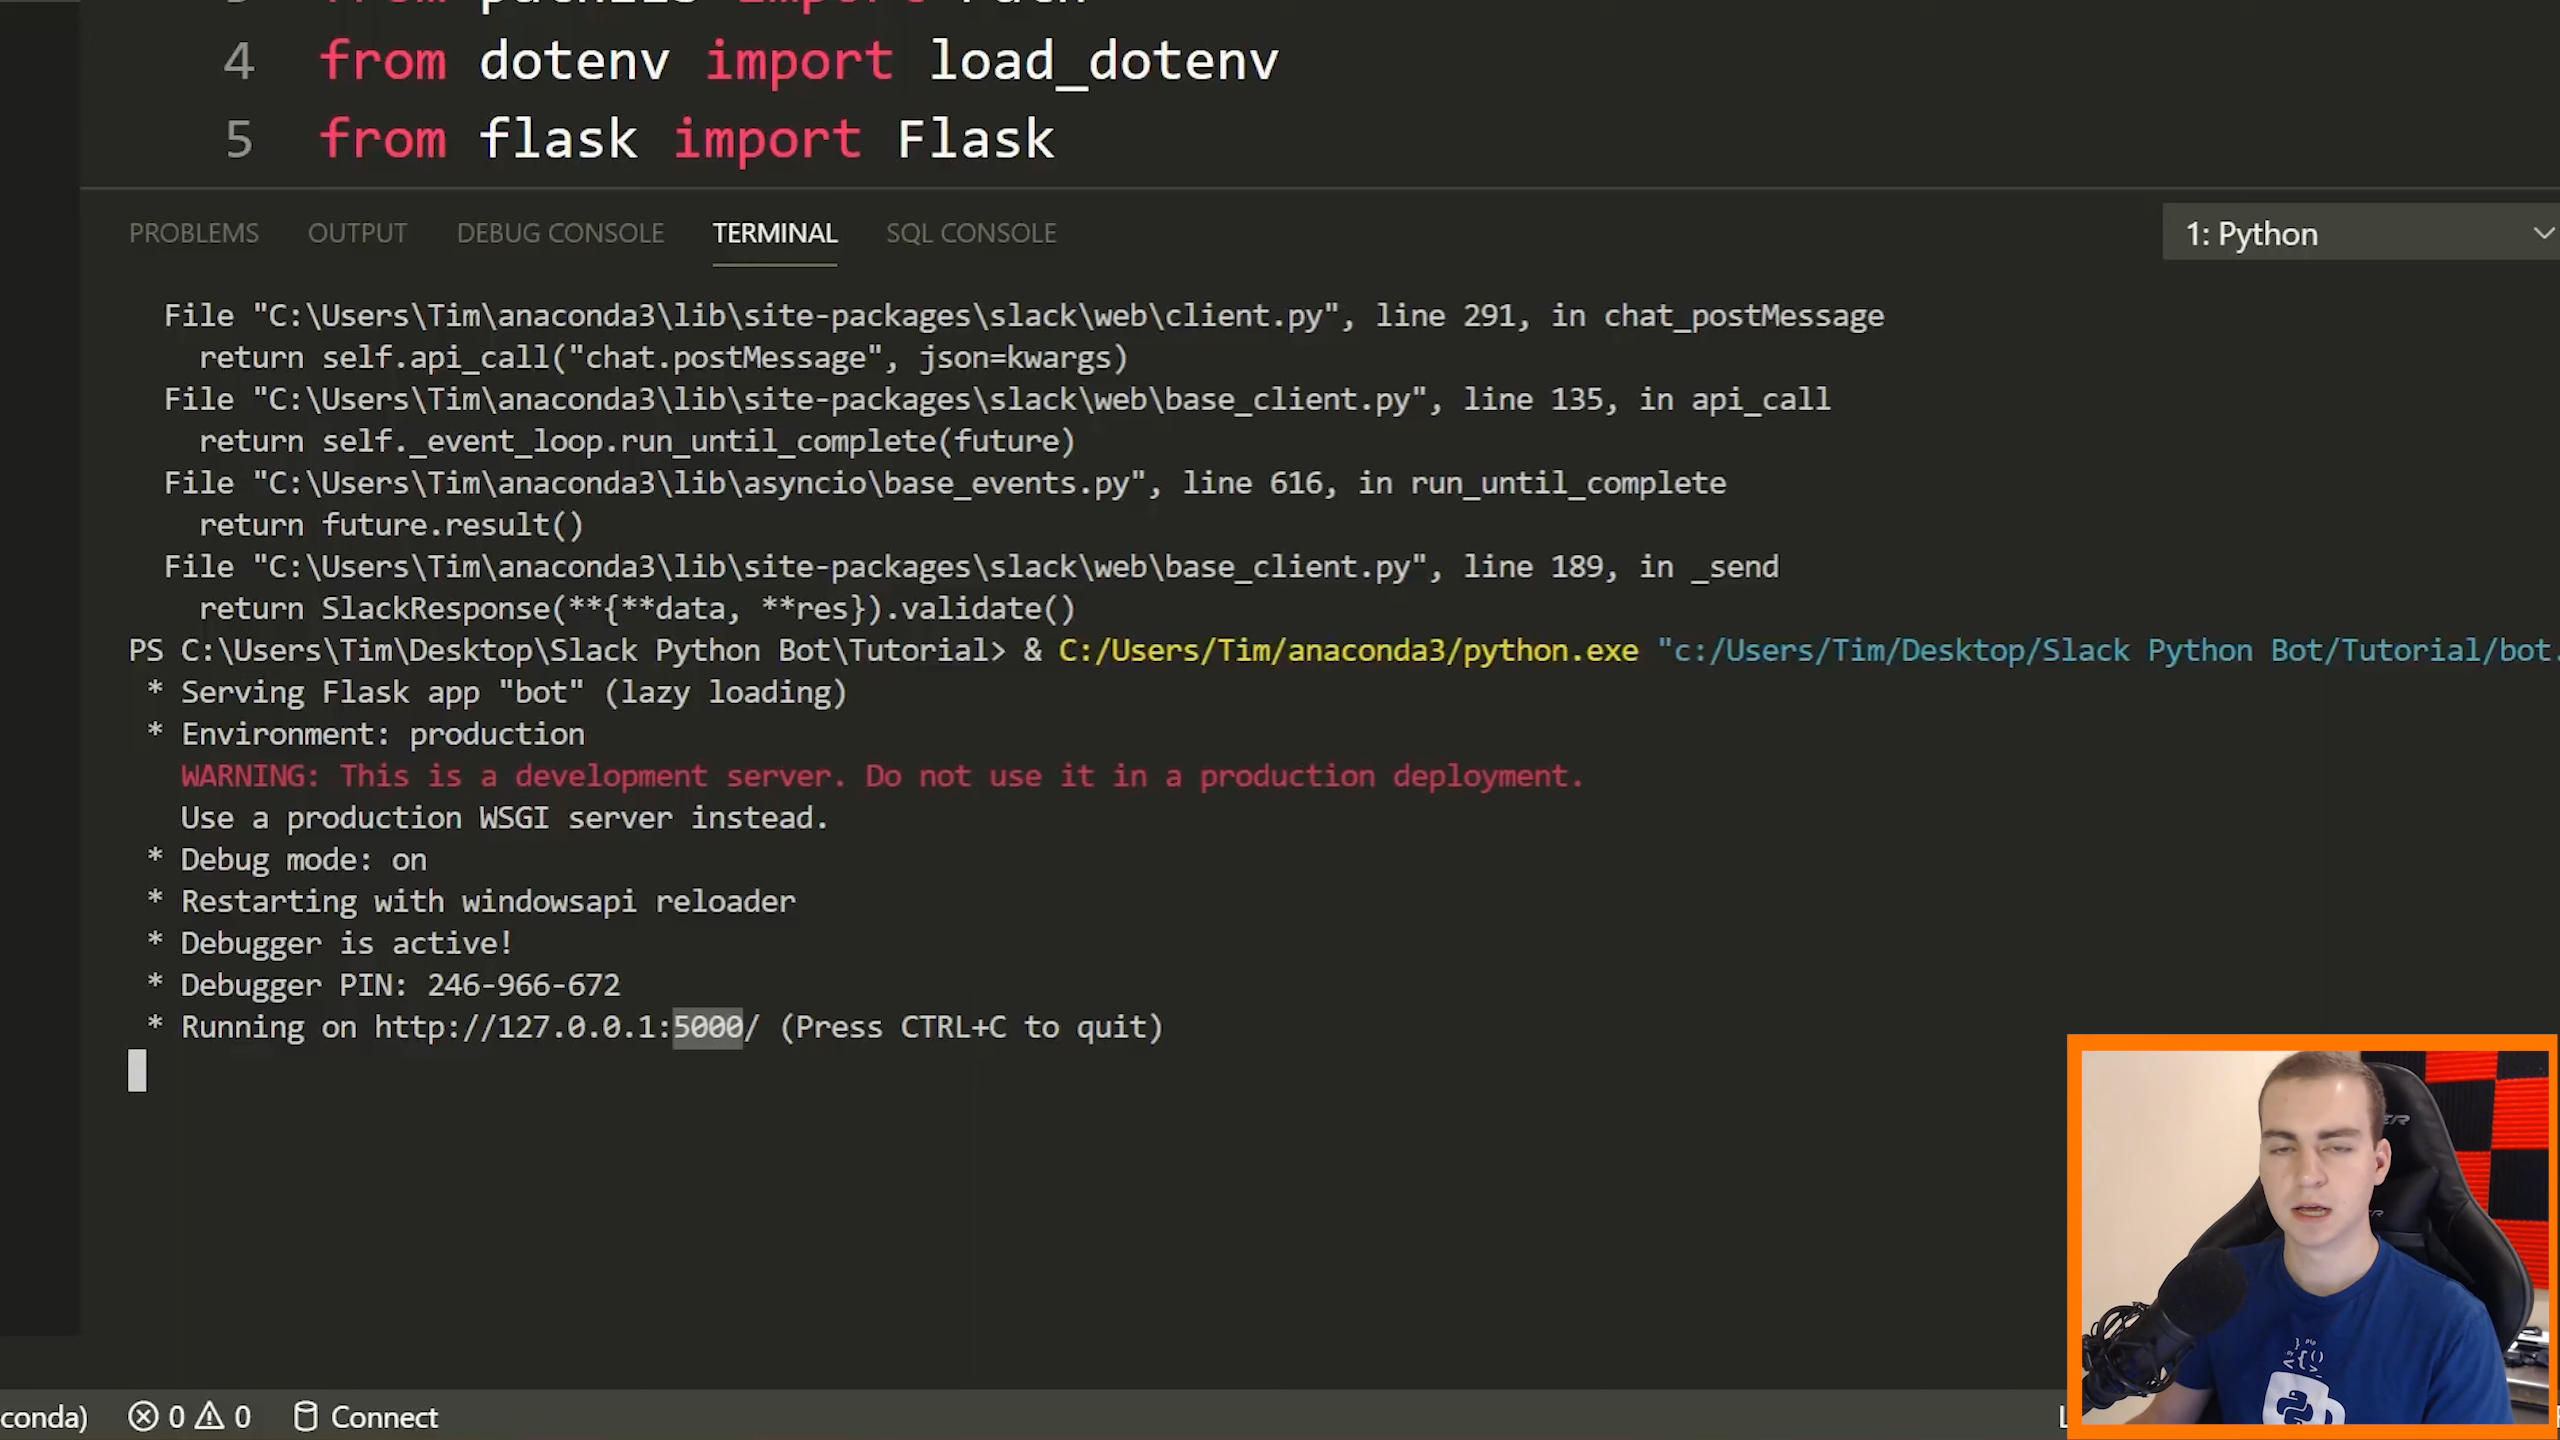 from pathlib import Path
4 from dotenv import load_dotenv
5 from flask import Flask
PROBLEMS OUTPUT DEBUG CONSOLE TERMINAL SQL CONSOLE 1: Python
File "C:\Users\Tim\anaconda3\lib\site-packages\slack\web\client.py", line 291, in chat_postMessage
return self.api_call("chat.postMessage", json=kwargs)
File "C:\Users\Tim\anaconda3\lib\site-packages\slack\web\base_client.py", line 135, in api_call
return self._event_loop.run_until_complete(future)
File "C:\Users\Tim\anaconda3\lib\asyncio\base_events.py", line 616, in run_until_complete
return future.result()
File "C:\Users\Tim\anaconda3\lib\site-packages\slack\web\base_client.py", line 189, in _send
return SlackResponse(**{**data, **res}).validate()
PS C:\Users\Tim\Desktop\Slack Python Bot\Tutorial> & C:/Users/Tim/anaconda3/python.exe "c:/Users/Tim/Desktop/Slack Python Bot/Tutorial/bot.
* Serving Flask app "bot" (lazy loading)
* Environment: production
WARNING: This is a development server. Do not use it in a production deployment.
Use a production WSGI server instead.
* Debug mode: on
* Restarting with windowsapi reloader
* Debugger is active!
* Debugger PIN: 246-966-672
* Running on http://127.0.0.1:5000/ (Press CTRL+C to quit)
conda) 0 0 Connect